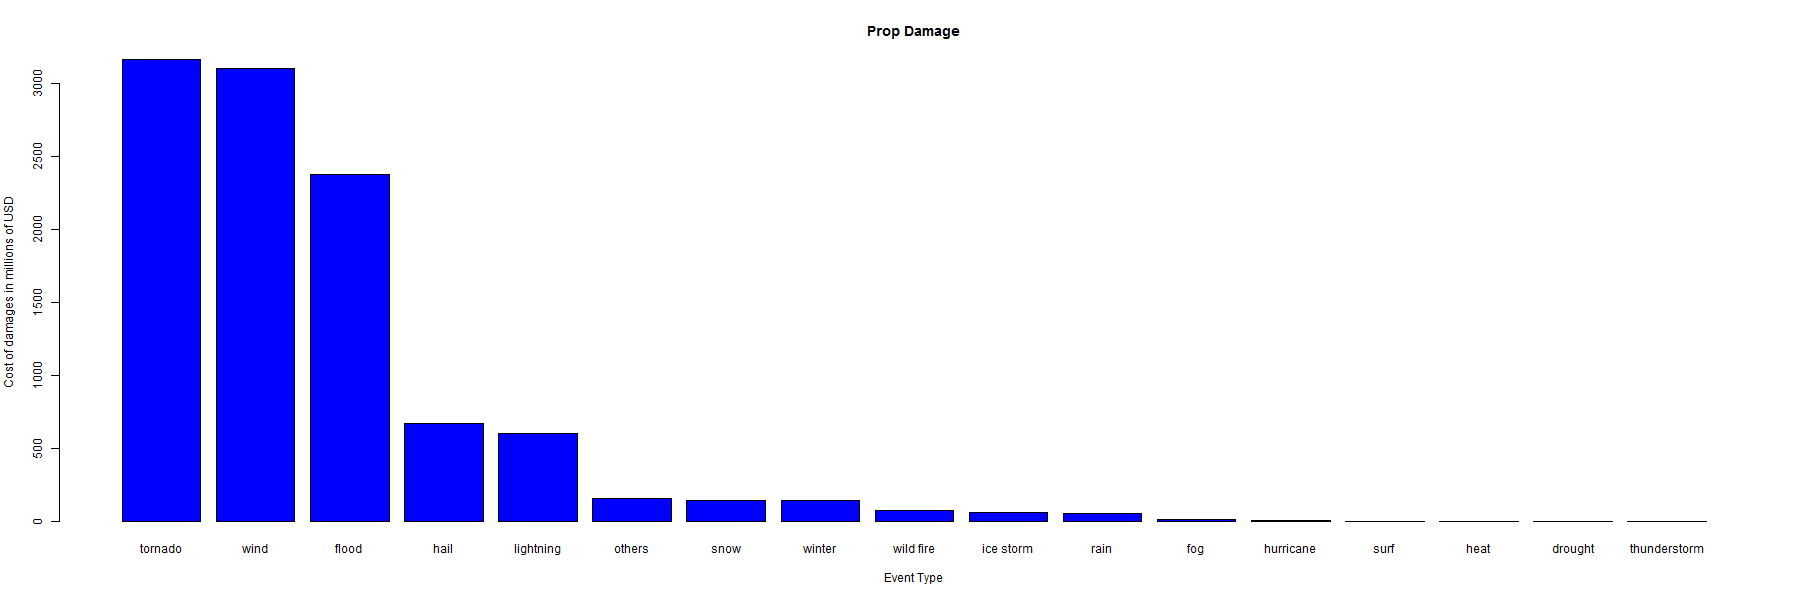 Prop Damage
Cost of damages in millions of USD
3000
2500
2000
1500
1000
500
0
tornado wind flood hail lightning others snow winter wild fire ice storm rain fog hurricane surf heat drought thunderstorm
Event Type